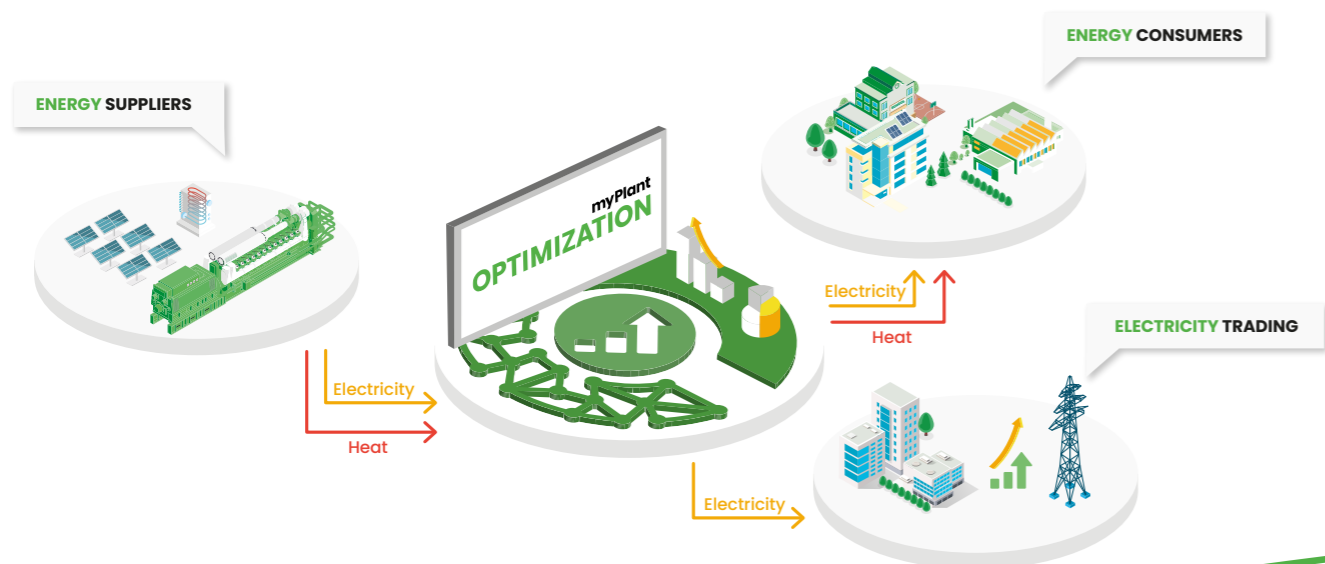 ENERGY CONSUMERS
ENERGY SUPPLIERS
myPlant
OPTIMIZATION
Electricity
Heat
ELECTRICITY TRADING
Electricity
Heat
Electricity